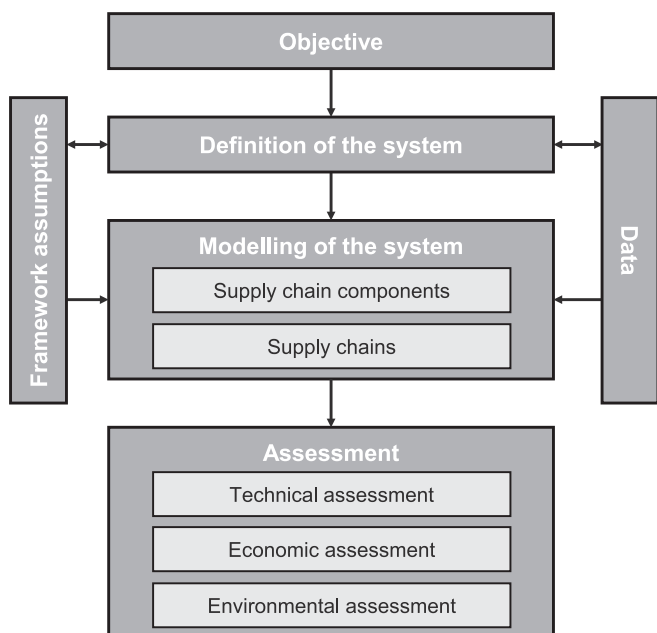 Objective
Framework assumptions
Definition of the system
Data
Modelling of the system
Supply chain components
Supply chains
Assessment
Technical assessment
Economic assessment
Environmental assessment